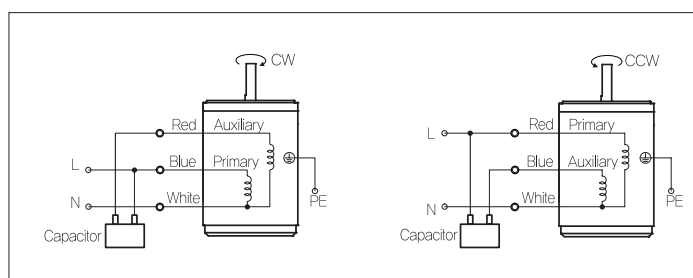 CW
Red Auxiliary
L Blue Primary
N White
PE
Capacitor
CCW
L Red Primary
Blue Auxiliary
N White
PE
Capacitor